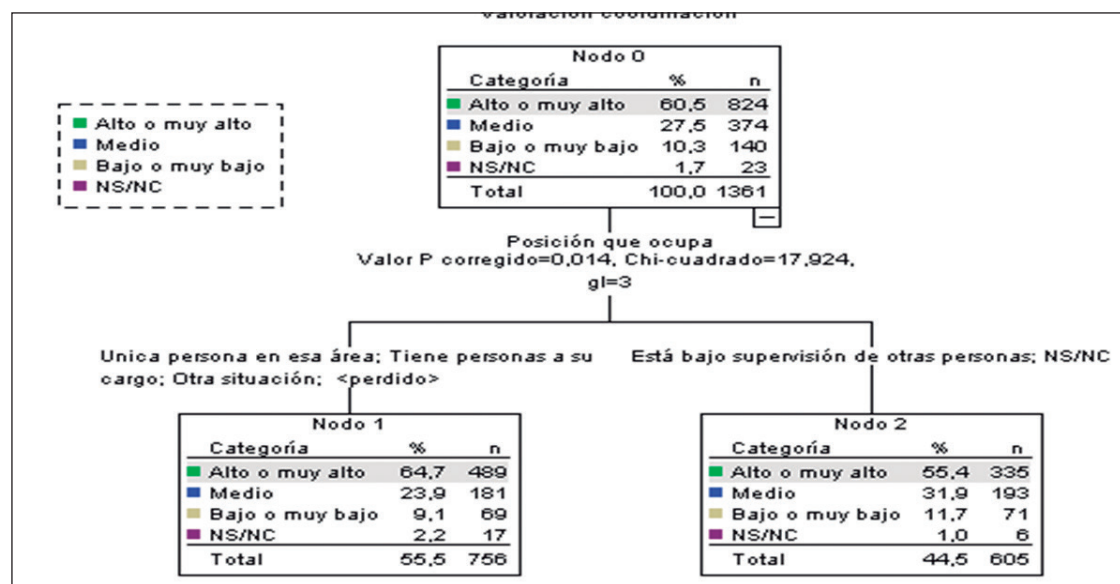 Valoración coordinación
Nodo 0
Categoría % n
Alto o muy alto 60,5 824
Medio 27,5 374
Bajo o muy bajo 10,3 140
NS/NC 1,7 23
Total 100,0 1361
Alto o muy alto
Medio
Bajo o muy bajo
NS/NC
Posición que ocupa
Valor P corregido=0,014, Chi-cuadrado=17,924,
gl=3
Unica persona en esa área; Tiene personas a su
cargo; Otra situación; <perdido>
Está bajo supervisión de otras personas; NS/NC
Nodo 1
Categoría % n
Alto o muy alto 64,7 489
Medio 23,9 181
Bajo o muy bajo 9,1 69
NS/NC 2,2 17
Total 55,5 756
Nodo 2
Categoría % n
Alto o muy alto 55,4 335
Medio 31,9 193
Bajo o muy bajo 11,7 71
NS/NC 1,0 6
Total 44,5 605